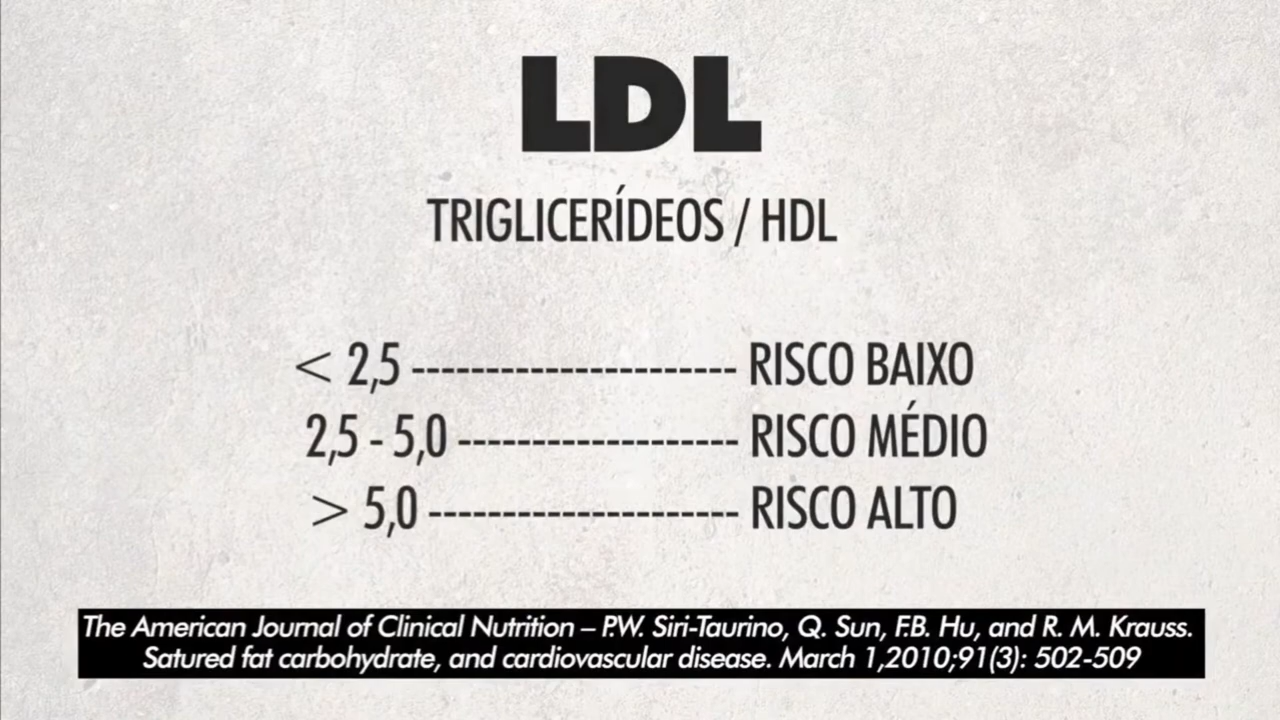 LDL
TRIGLICERÍDEOS / HDL
< 2,5 ---------------------- RISCO BAIXO
2,5 - 5,0 ------------------- RISCO MÉDIO
> 5,0 --------------------- RISCO ALTO
The American Journal of Clinical Nutrition – P.W. Siri-Taurino, Q. Sun, F.B. Hu, and R. M. Krauss.
Satured fat carbohydrate, and cardiovascular disease. March 1,2010;91(3): 502-509